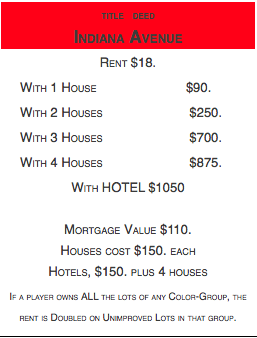 TITLE DEED
INDIANA AVENUE
RENT $18.
WITH 1 HOUSE $90.
WITH 2 HOUSES $250.
WITH 3 HOUSES $700.
WITH 4 HOUSES $875.
WITH HOTEL $1050
MORTGAGE VALUE $110.
HOUSES COST $150. EACH
HOTELS, $150. PLUS 4 HOUSES
IF A PLAYER OWNS ALL THE LOTS OF ANY COLOR-GROUP, THE
RENT IS DOUBLED ON UNIMPROVED LOTS IN THAT GROUP.